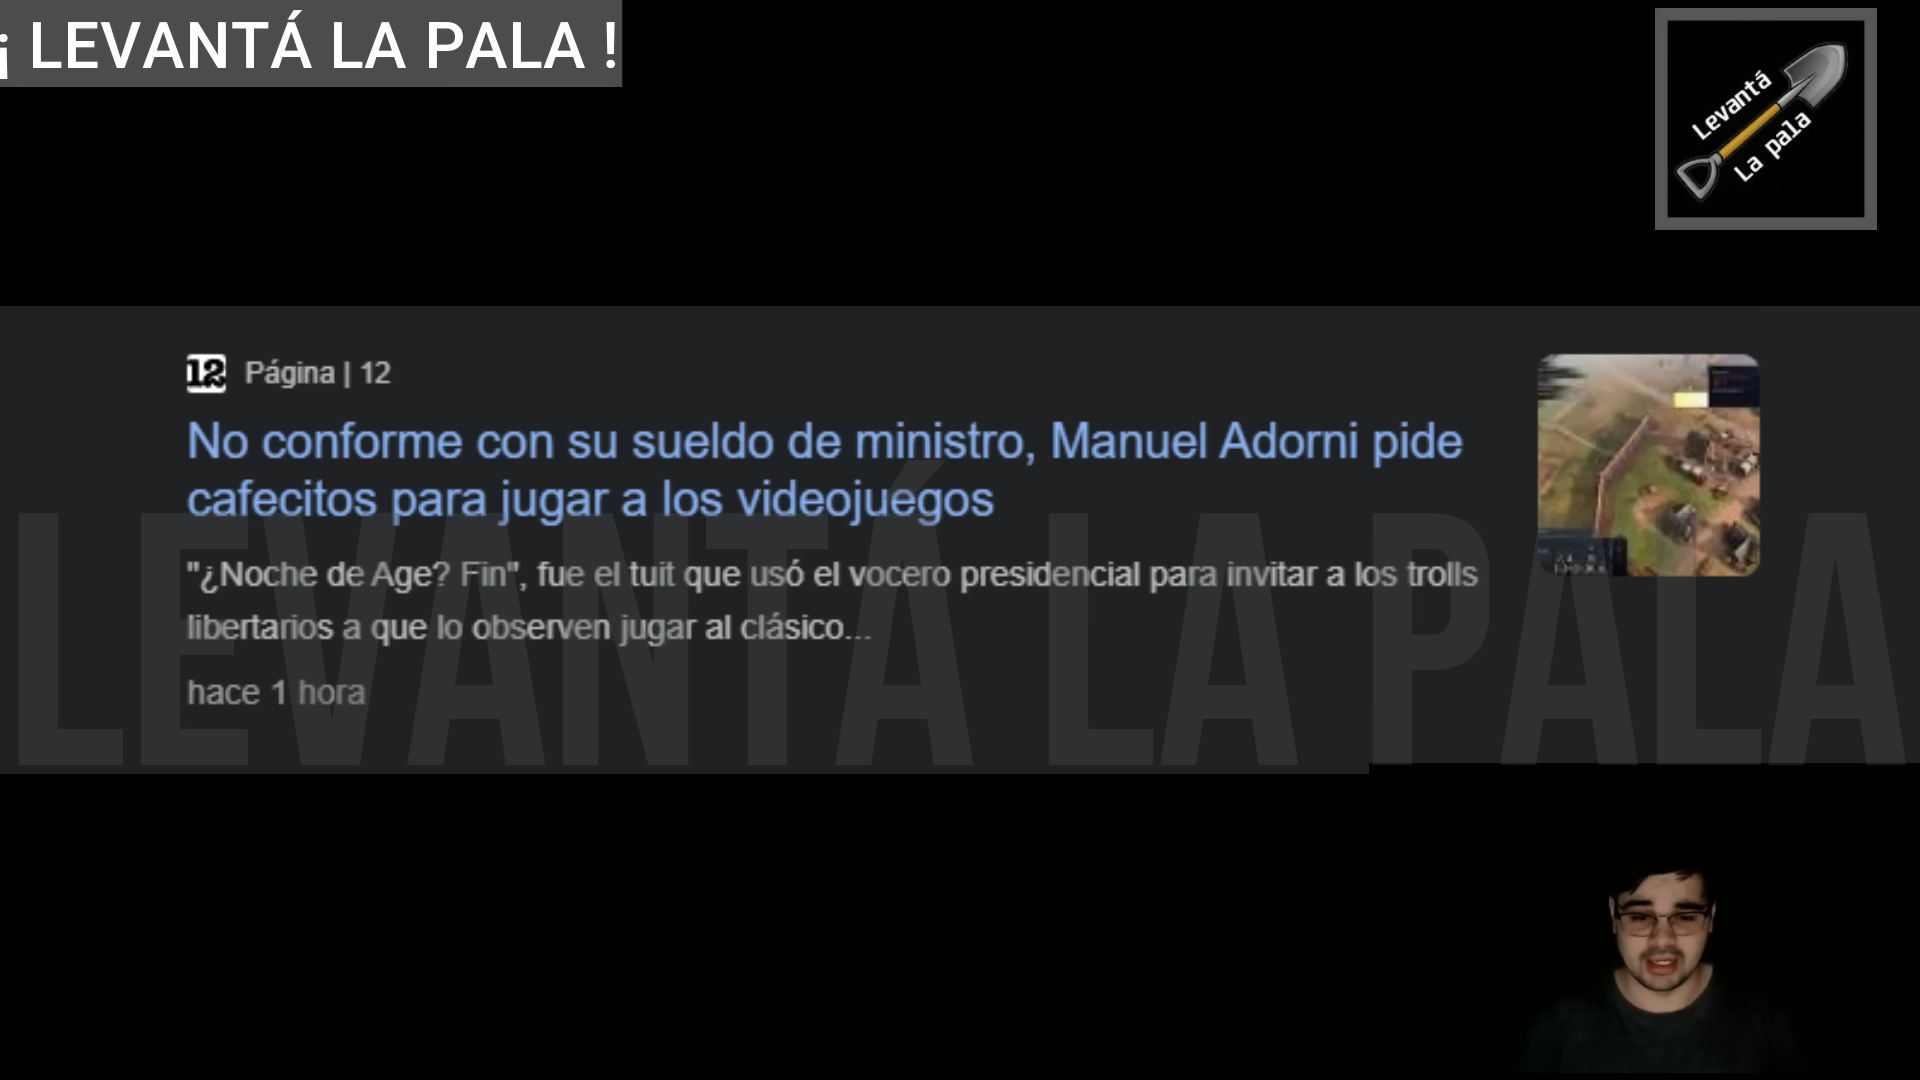 ¡ LEVANTÁ LA PALA !
Levantá
La pala
12 Página | 12
No conforme con su sueldo de ministro, Manuel Adorni pide
cafecitos para jugar a los videojuegos
"¿Noche de Age? Fin", fue el tuit que usó el vocero presidencial para invitar a los trolls
libertarios a que lo observen jugar al clásico...
hace 1 hora
LEVANTÁ LA PALA